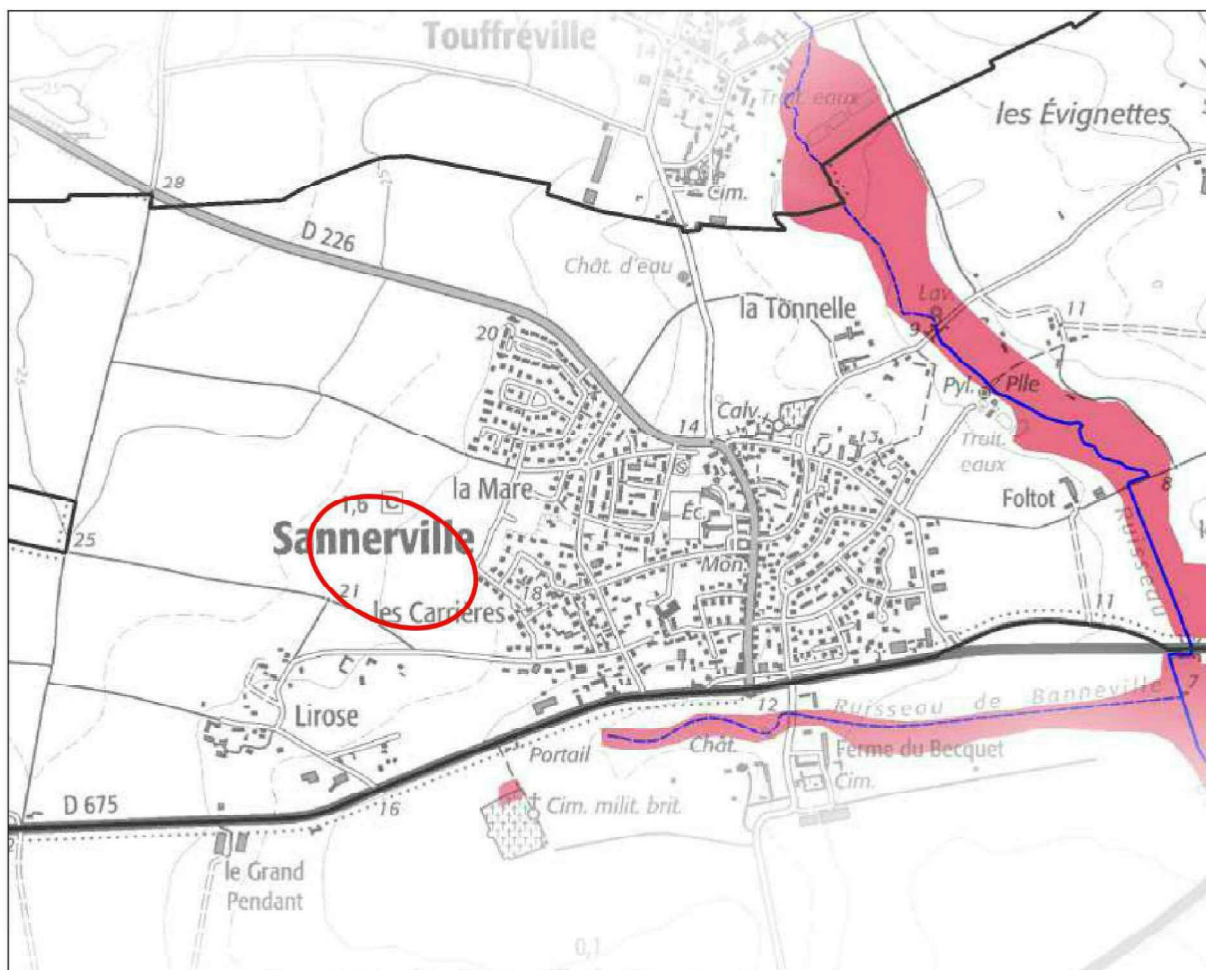 Touffréville
14
25
Trait. eaux
les Évignettes
28
25
Cim.
D 226
Chât. d'eau
la Tonnelle
Lav.
8
9
11
20
Pyl.
Plle
Calv.
14
13
Trait.
eaux
8
la Mare
Foltot
1,6 C
Éc.
Sannerville
25
Mon.
Ruisseau
18
21
les Carrières
11
Lirose
12
Ruisseau de Banneville
7
Portail
Chât.
Ferme du Becquet
Cim.
D 675
16
Cim. milit. brit.
le Grand
Pendant
0,1